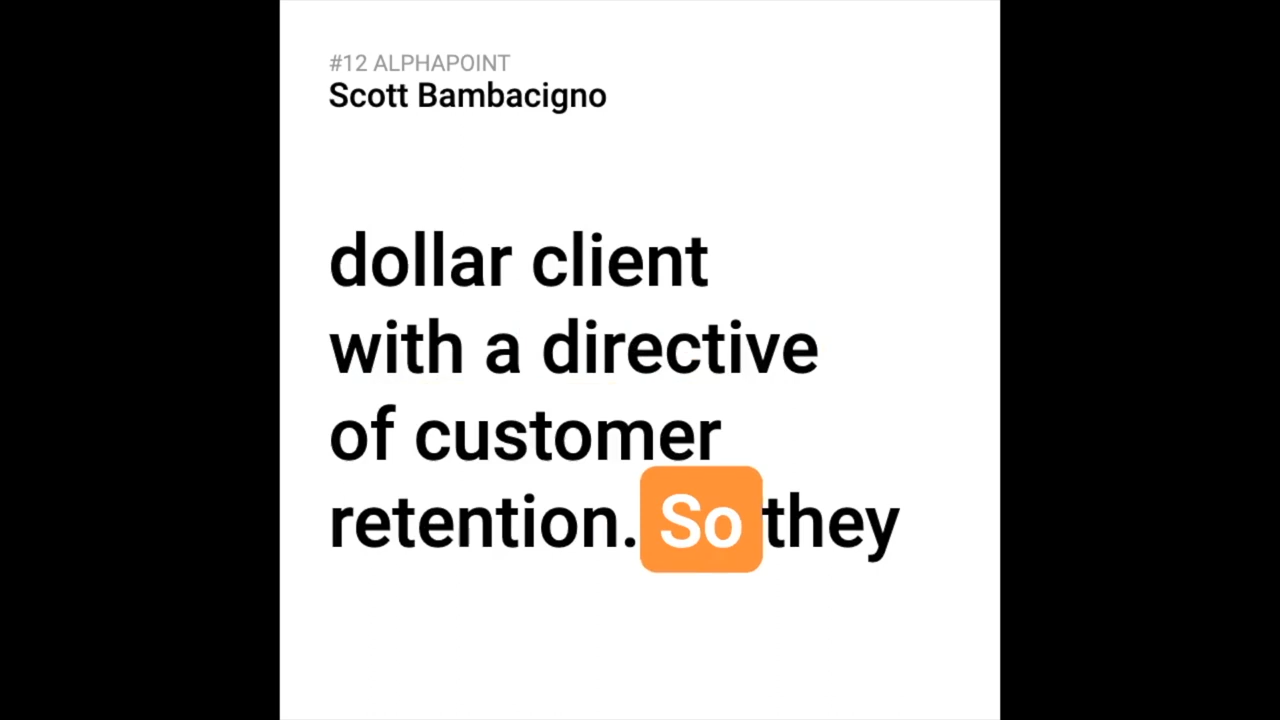 #12 ALPHAPOINT
Scott Bambacigno
dollar client
with a directive
of customer
retention. So they